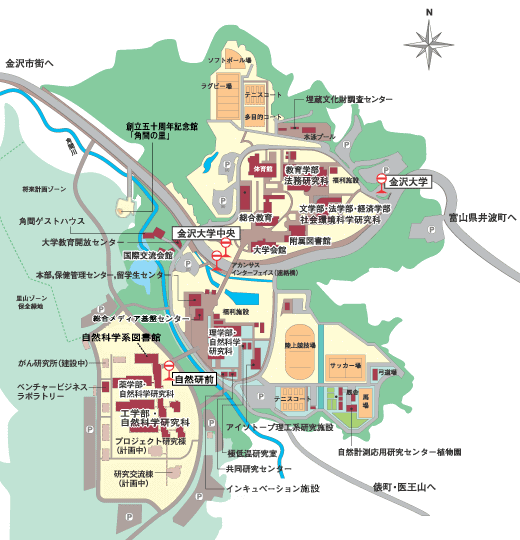 N
金沢市街へ
ソフトボール場
ラグビー場
テニスコート
多目的コート
埋蔵文化財調査センター
水泳プール
角間川
創立五十周年記念館
「角間の里」
P
体育館
教育学部
法務研究科
福利施設
金沢大学
将来計画ゾーン
文学部・法学部・経済学部
社会環境科学研究科
富山県井波町へ
角間ゲストハウス
総合教育
金沢大学中央
附属図書館
大学教育開放センター
大学会館
国際交流会館
アカンサス
インターフェイス（連絡橋）
本部,保健管理センター,留学生センター
里山ゾーン
保全緑地
福利施設
総合メディア基盤センター
理学部・
自然科学
研究科
陸上競技場
自然科学系図書館
サッカー場
弓道場
がん研究所(建設中)
自然研前
薬学部・
自然科学研究科
ベンチャービジネス
ラボラトリー
テニスコート
厩舎
馬場
工学部・
自然科学研究科
アイソトープ理工系研究施設
プロジェクト研究棟
(計画中)
極低温研究室
自然計測応用研究センター植物園
研究交流棟
(計画中)
共同研究センター
インキュベーション施設
俵町・医王山へ
P
P
P
P
P
P